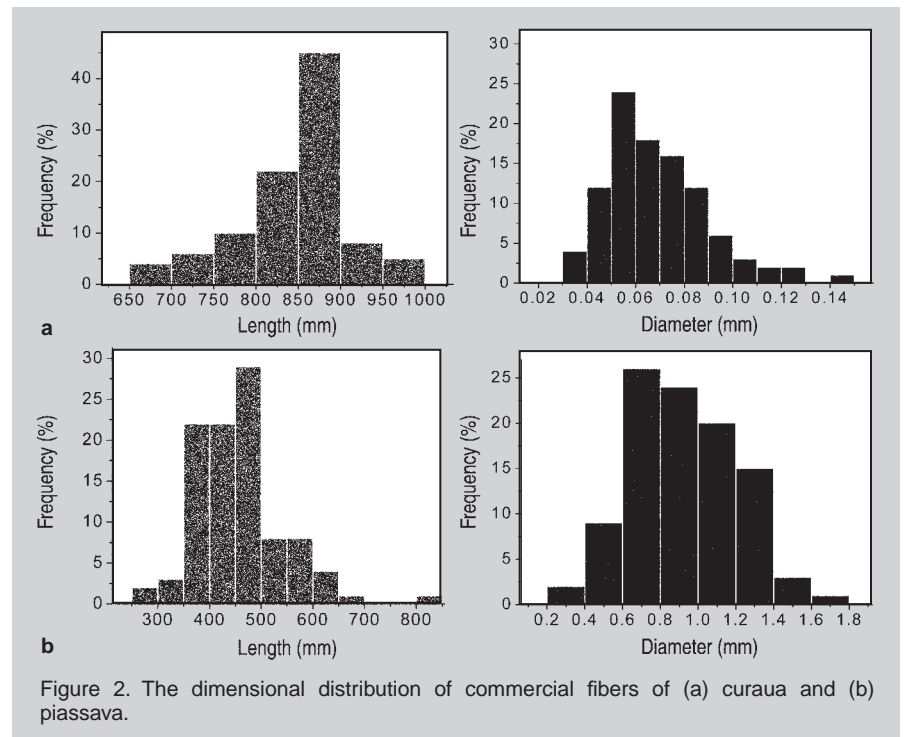 Frequency (%)
40
30
20
10
0
650 700 750 800 850 900 950 1000
Length (mm)
a
Frequency (%)
30
25
20
15
10
5
0
0.02 0.04 0.06 0.08 0.10 0.12 0.14
Diameter (mm)
Frequency (%)
30
25
20
15
10
5
0
300 400 500 600 700 800
Length (mm)
b
Frequency (%)
25
20
15
10
5
0
0.2 0.4 0.6 0.8 1.0 1.2 1.4 1.6 1.8
Diameter (mm)
Figure 2. The dimensional distribution of commercial fibers of (a) curaua and (b)
piassava.